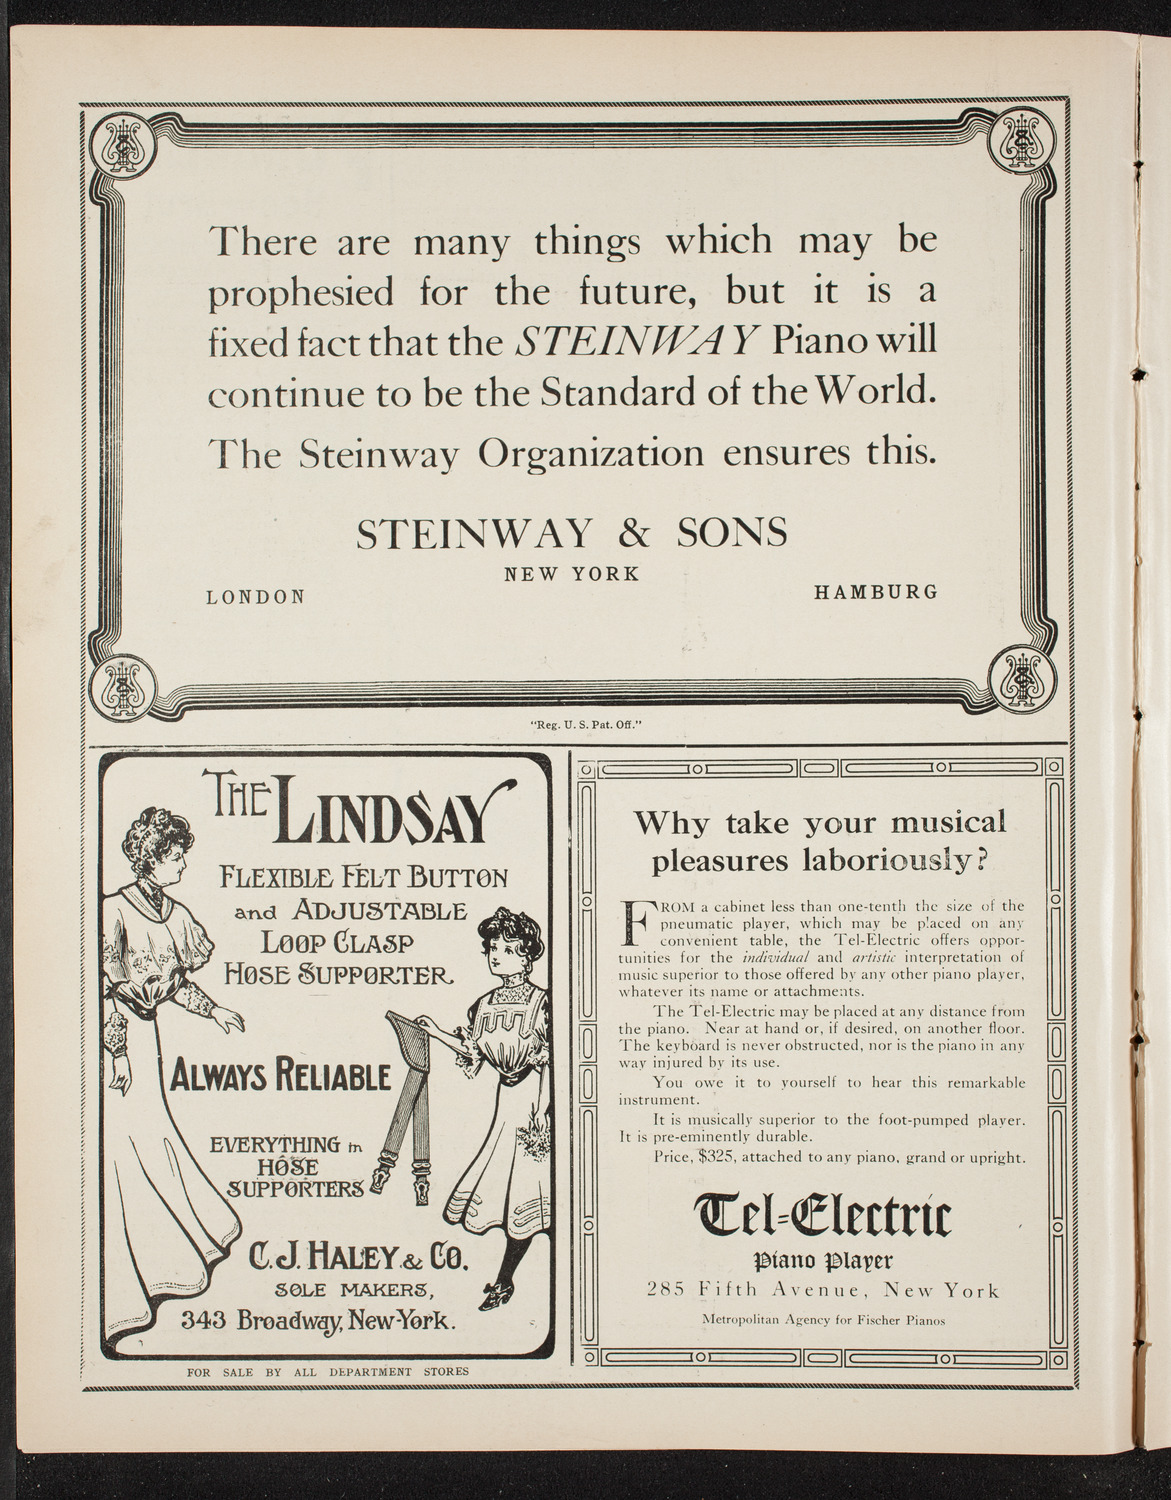 There are many things which may be
prophesied for the future, but it is a
fixed fact that the STEINWAY Piano will
continue to be the Standard of the World.
The Steinway Organization ensures this.
STEINWAY & SONS
NEW YORK
LONDON
HAMBURG
"Reg. U. S. Pat. Off."
THE LINDSAY
FLEXIBLE FELT BUTTON
and ADJUSTABLE
LOOP CLASP
HOSE SUPPORTER
ALWAYS RELIABLE
EVERYTHING in
HOSE
SUPPORTERS
C. J. HALEY & CO.
SOLE MAKERS,
343 Broadway, New-York.
FOR SALE BY ALL DEPARTMENT STORES
Why take your musical
pleasures laboriously?
FROM a cabinet less than one-tenth the size of the
pneumatic player, which may be placed on any
convenient table, the Tel-Electric offers oppor-
tunities for the individual and artistic interpretation of
music superior to those offered by any other piano player,
whatever its name or attachments.
The Tel-Electric may be placed at any distance from
the piano. Near at hand or, if desired, on another floor.
The keyboard is never obstructed, nor is the piano in any
way injured by its use.
You owe it to yourself to hear this remarkable
instrument.
It is musically superior to the foot-pumped player.
It is pre-eminently durable.
Price, $325, attached to any piano, grand or upright.
Tel-Electric
Piano Player
285 Fifth Avenue, New York
Metropolitan Agency for Fischer Pianos